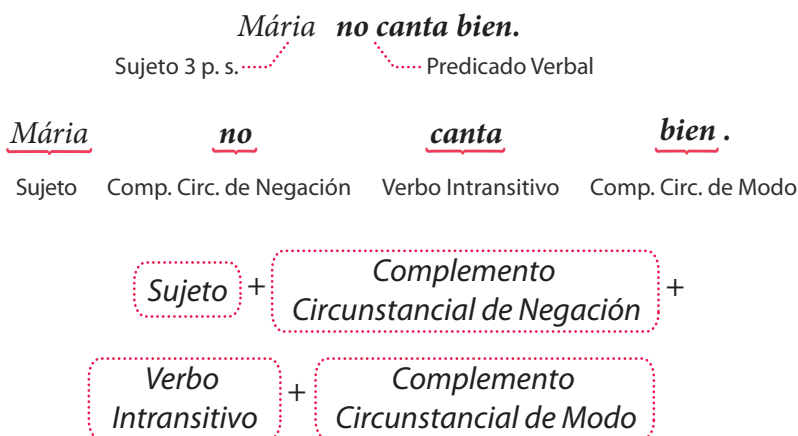 Mária no canta bien.
Sujeto 3 p. s. Predicado Verbal
Mária no canta bien .
Sujeto Comp. Circ. de Negación Verbo Intransitivo Comp. Circ. de Modo
Sujeto + Complemento
Circunstancial de Negación +
Verbo
Intransitivo + Complemento
Circunstancial de Modo